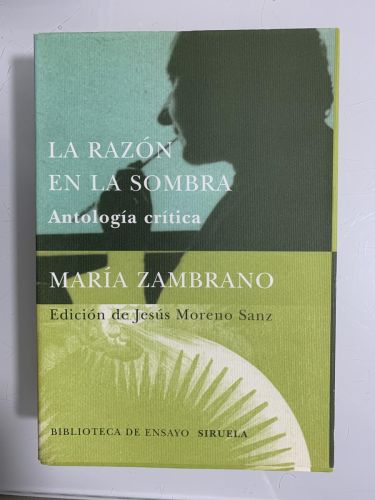 LA RAZÓN
EN LA SOMBRA
Antología crítica
MARÍA ZAMBRANO
Edición de Jesús Moreno Sanz
BIBLIOTECA DE ENSAYO SIRUELA